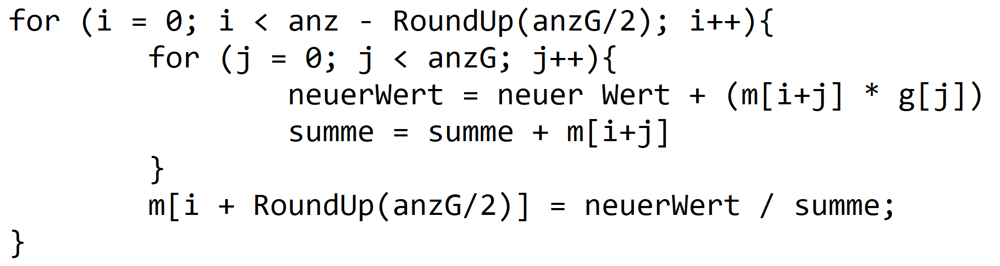 for (i = 0; i < anz - RoundUp(anzG/2); i++){
        for (j = 0; j < anzG; j++){
                neuerWert = neuer Wert + (m[i+j] * g[j])
                summe = summe + m[i+j]
        }
        m[i + RoundUp(anzG/2)] = neuerWert / summe;
}